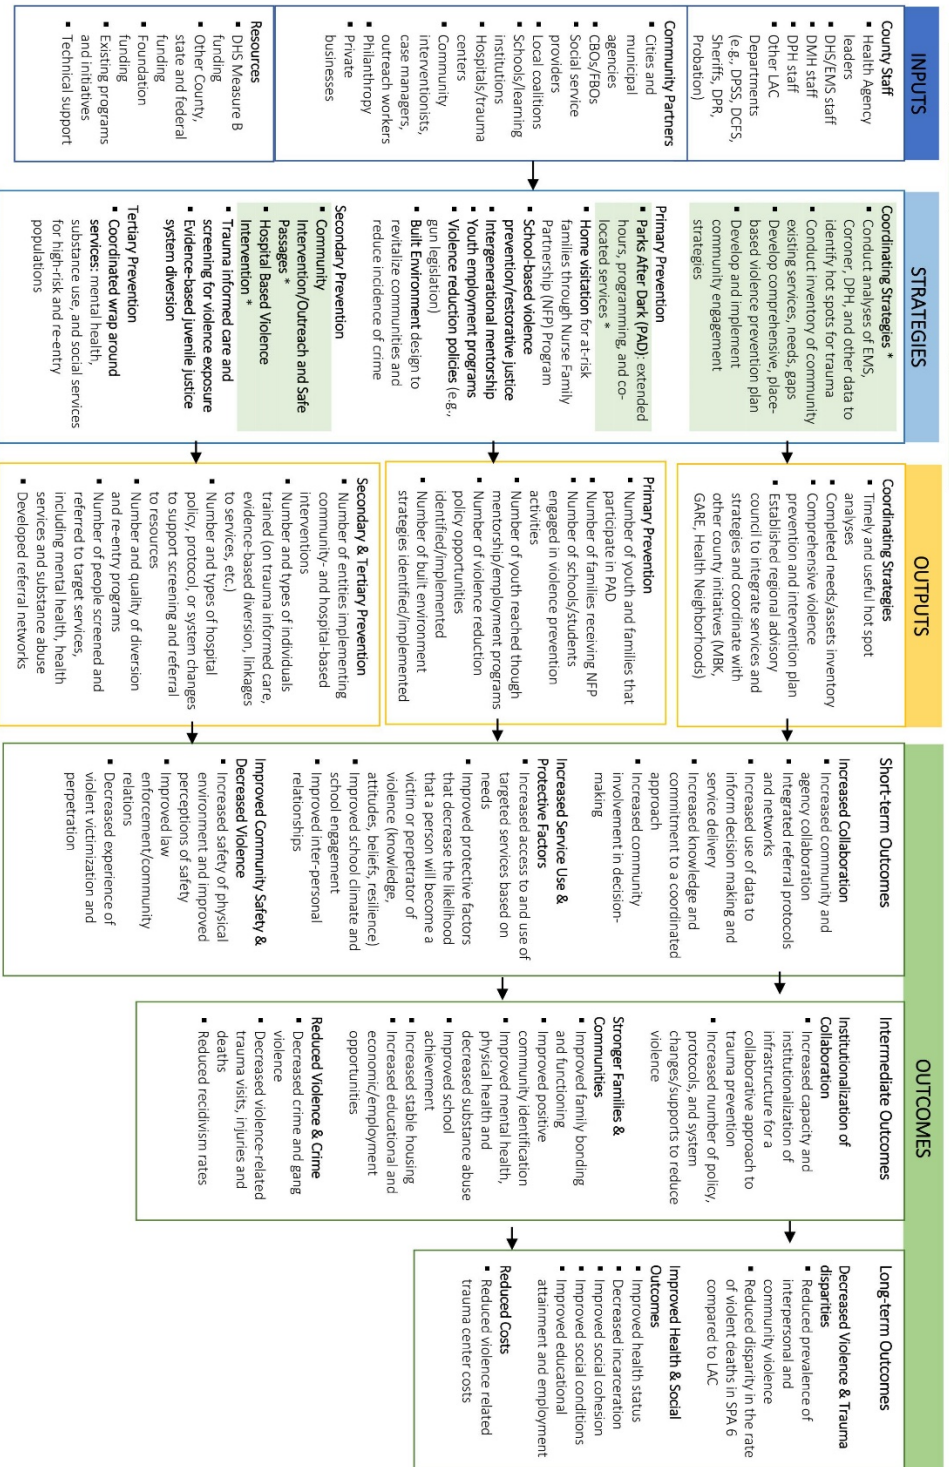 INPUTS
County Staff
▪ Health Agency
leaders
▪ DHS/EMS staff
▪ DMH staff
▪ DPH staff
▪ Other LAC
Departments
(e.g., DPSS, DCFS,
Sheriffs, DPR,
Probation)
Community Partners
▪ Cities and
municipal
agencies
▪ CBOs/FBOs
▪ Social service
providers
▪ Local coalitions
▪ Schools/learning
institutions
▪ Hospitals/trauma
centers
▪ Community
interventionists,
case managers,
outreach workers
▪ Philanthropy
▪ Private
businesses
Resources
▪ DHS Measure B
funding
▪ Other County,
state and federal
funding
▪ Foundation
funding
▪ Existing programs
and initiatives
▪ Technical support
STRATEGIES
Coordinating Strategies *
▪ Conduct analyses of EMS,
Coroner, DPH, and other data to
identify hot spots for trauma
▪ Conduct inventory of community
existing services, needs, gaps
▪ Develop comprehensive, place-
based violence prevention plan
▪ Develop and implement
community engagement
strategies
Primary Prevention
▪ Parks After Dark (PAD): extended
hours, programming, and co-
located services *
▪ Home visitation for at-risk
families through Nurse Family
Partnership (NFP) Program
▪ School-based violence
prevention/restorative justice
▪ Intergenerational mentorship
▪ Youth employment programs
▪ Violence reduction policies (e.g.,
gun legislation)
▪ Built Environment design to
revitalize communities and
reduce incidence of crime
Secondary Prevention
▪ Community
Intervention/Outreach and Safe
Passages *
▪ Hospital Based Violence
Intervention *
▪ Trauma informed care and
screening for violence exposure
▪ Evidence-based juvenile justice
system diversion
Tertiary Prevention
▪ Coordinated wrap around
services: mental health,
substance use, and social services
for high-risk and re-entry
populations
OUTPUTS
Coordinating Strategies
▪ Timely and useful hot spot
analyses
▪ Completed needs/assets inventory
▪ Comprehensive violence
prevention and intervention plan
▪ Established regional advisory
council to integrate services and
strategies and coordinate with
other county initiatives (MBK,
GARE, Health Neighborhoods)
Primary Prevention
▪ Number of youth and families that
participate in PAD
▪ Number of families receiving NFP
▪ Number of schools/students
engaged in violence prevention
activities
▪ Number of youth reached though
mentorship/employment programs
▪ Number of violence reduction
policy opportunities
identified/implemented
▪ Number of built environment
strategies identified/implemented
Secondary & Tertiary Prevention
▪ Number of entities implementing
community- and hospital-based
interventions
▪ Number and types of individuals
trained (on trauma informed care,
evidence-based diversion, linkages
to services, etc.)
▪ Number and types of hospital
policy, protocol, or system changes
to support screening and referral
to resources
▪ Number and quality of diversion
and re-entry programs
▪ Number of people screened and
referred to target services,
including mental health, health
services and substance abuse
▪ Developed referral networks
OUTCOMES
Short-term Outcomes
Increased Collaboration
▪ Increased community and
agency collaboration
▪ Integrated referral protocols
and networks
▪ Increased use of data to
inform decision making and
service delivery
▪ Increased knowledge and
commitment to a coordinated
approach
▪ Increased community
involvement in decision-
making
Increased Service Use &
Protective Factors
▪ Increased access to and use of
targeted services based on
needs
▪ Improved protective factors
that decrease the likelihood
that a person will become a
victim or perpetrator of
violence (knowledge,
attitudes, beliefs, resilience)
▪ Improved school climate and
school engagement
▪ Improved inter-personal
relationships
Improved Community Safety &
Decreased Violence
▪ Increased safety of physical
environment and improved
perceptions of safety
▪ Improved law
enforcement/community
relations
▪ Decreased experience of
violent victimization and
perpetration
Intermediate Outcomes
Institutionalization of
Collaboration
▪ Increased capacity and
institutionalization of
infrastructure for a
collaborative approach to
trauma prevention
▪ Increased number of policy,
protocols, and system
changes/supports to reduce
violence
Stronger Families &
Communities
▪ Improved family bonding
and functioning
▪ Improved positive
community identification
▪ Improved mental health,
physical health and
decreased substance abuse
▪ Improved school
achievement
▪ Increased stable housing
▪ Increased educational and
economic/employment
opportunities
Reduced Violence & Crime
▪ Decreased crime and gang
violence
▪ Decreased violence-related
trauma visits, injuries and
deaths
▪ Reduced recidivism rates
Long-term Outcomes
Decreased Violence & Trauma
disparities
▪ Reduced prevalence of
interpersonal and
community violence
▪ Reduced disparity in the rate
of violent deaths in SPA 6
compared to LAC
Improved Health & Social
Outcomes
▪ Improved health status
▪ Decreased incarceration
▪ Improved social cohesion
▪ Improved social conditions
▪ Improved educational
attainment and employment
Reduced Costs
▪ Reduced violence related
trauma center costs